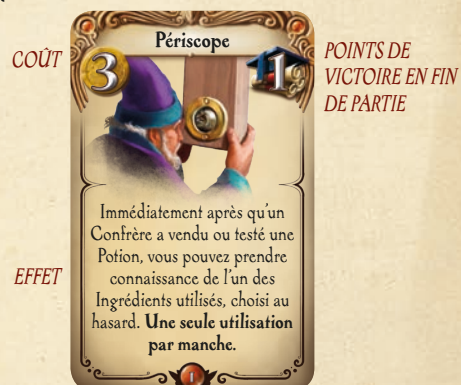 Périscope
COÛT
3
1
POINTS DE
VICTOIRE EN FIN
DE PARTIE
Immédiatement après qu'un
Confrère a vendu ou testé une
Potion, vous pouvez prendre
connaissance de l'un des
Ingrédients utilisés, choisi au
hasard. Une seule utilisation
par manche.
EFFET
1